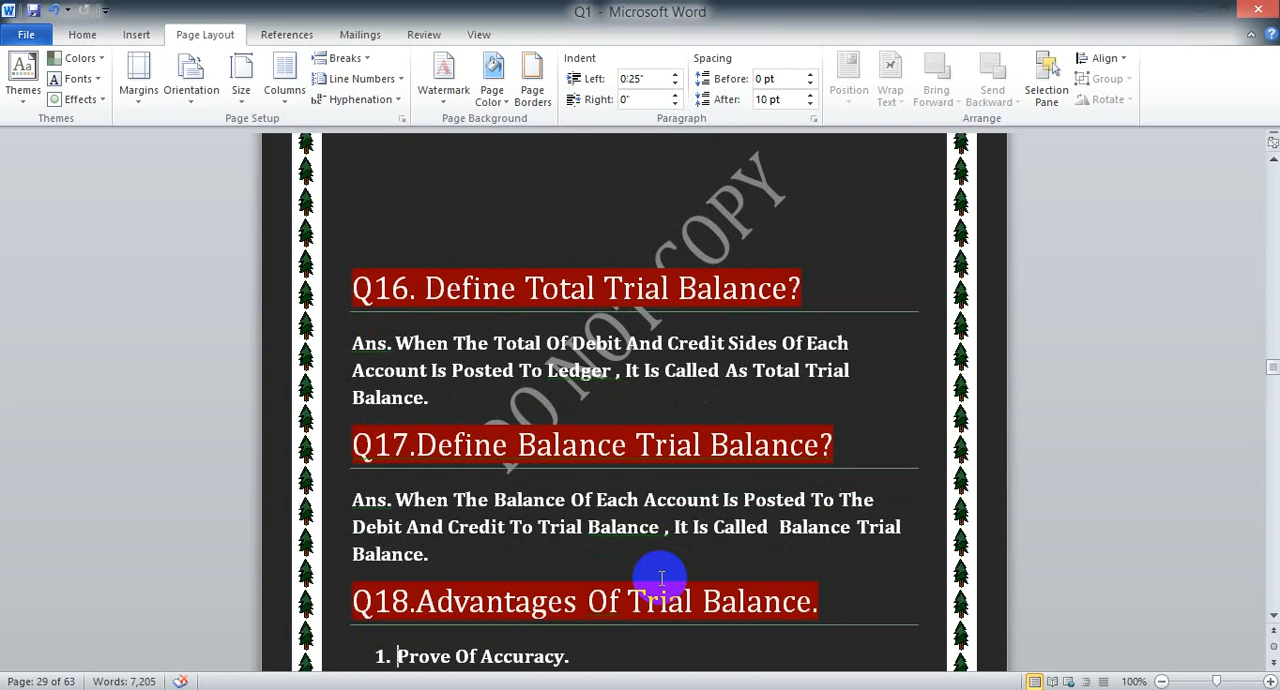 Q1 - Microsoft Word
File Home Insert Page Layout References Mailings Review View
Themes
Colors
Fonts
Effects
Themes
Margins
Orientation
Size
Columns
Breaks
Line Numbers
Hyphenation
Page Setup
Watermark
Page Color
Page Borders
Page Background
Indent
Left: 0.25"
Right: 0"
Spacing
Before: 0 pt
After: 10 pt
Paragraph
Position
Wrap Text
Bring Forward
Send Backward
Selection Pane
Align
Group
Rotate
Arrange
DO NOT COPY
Q16. Define Total Trial Balance?
Ans. When The Total Of Debit And Credit Sides Of Each
Account Is Posted To Ledger , It Is Called As Total Trial
Balance.
Q17.Define Balance Trial Balance?
Ans. When The Balance Of Each Account Is Posted To The
Debit And Credit To Trial Balance , It Is Called Balance Trial
Balance.
Q18.Advantages Of Trial Balance.
1. Prove Of Accuracy.
Page: 29 of 63 Words: 7,205 100%